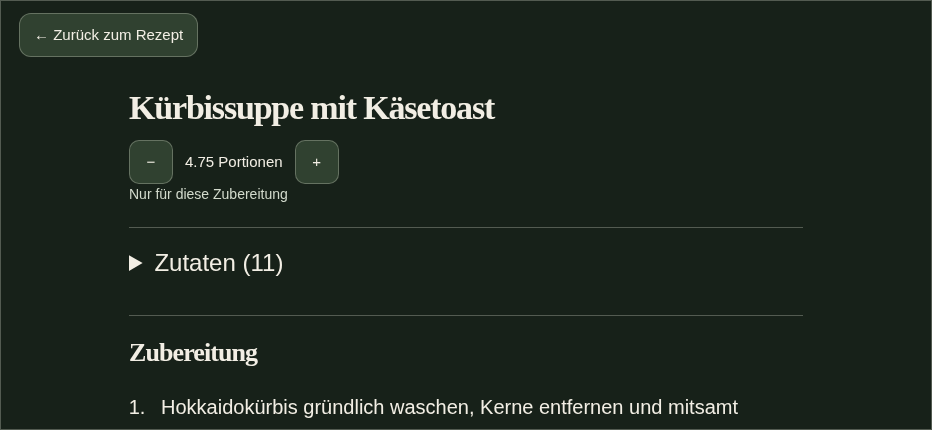 ← Zurück zum Rezept
Kürbissuppe mit Käsetoast
− 4.75 Portionen +
Nur für diese Zubereitung
▶ Zutaten (11)
Zubereitung
1. Hokkaidokürbis gründlich waschen, Kerne entfernen und mitsamt